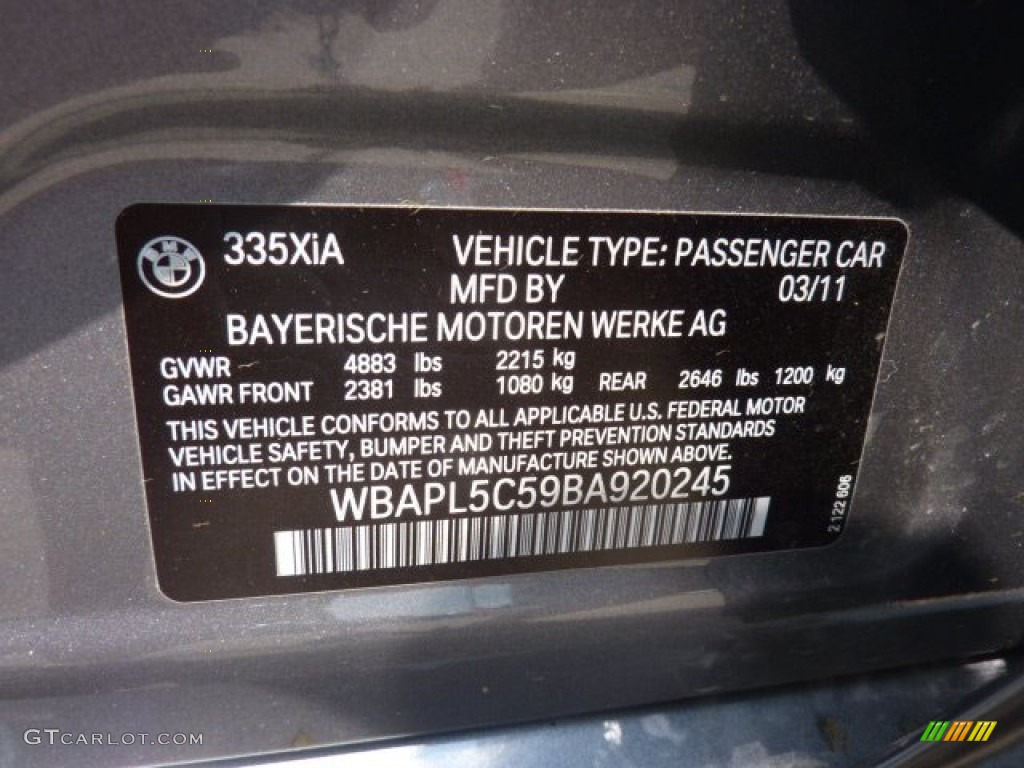 335XiA VEHICLE TYPE: PASSENGER CAR
MFD BY 03/11
BAYERISCHE MOTOREN WERKE AG
GVWR 4883 lbs 2215 kg
GAWR FRONT 2381 lbs 1080 kg REAR 2646 lbs 1200 kg
THIS VEHICLE CONFORMS TO ALL APPLICABLE U.S. FEDERAL MOTOR
VEHICLE SAFETY, BUMPER AND THEFT PREVENTION STANDARDS
IN EFFECT ON THE DATE OF MANUFACTURE SHOWN ABOVE.
WBAPL5C59BA920245
2 122 606
GTCARLOT.COM